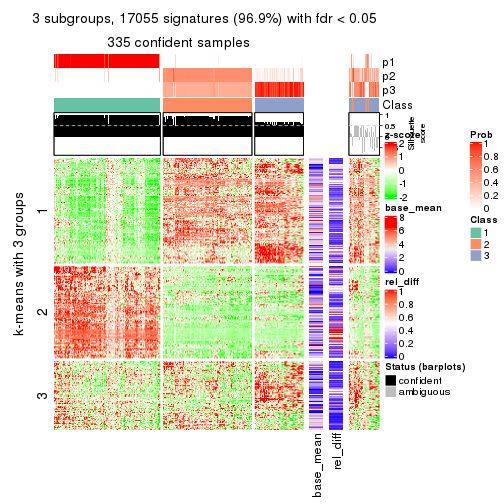 3 subgroups, 17055 signatures (96.9%) with fdr < 0.05
335 confident samples
p1
p2
p3
Class
1
0.5
0
Silhouette
score
z-score
2
1
0
-1
-2
base_mean
8
6
4
2
0
rel_diff
1
0.8
0.6
0.4
0.2
0
Status (barplots)
confident
ambiguous
Prob
1
0.8
0.6
0.4
0.2
0
Class
1
2
3
k-means with 3 groups
1
2
3
base_mean
rel_diff